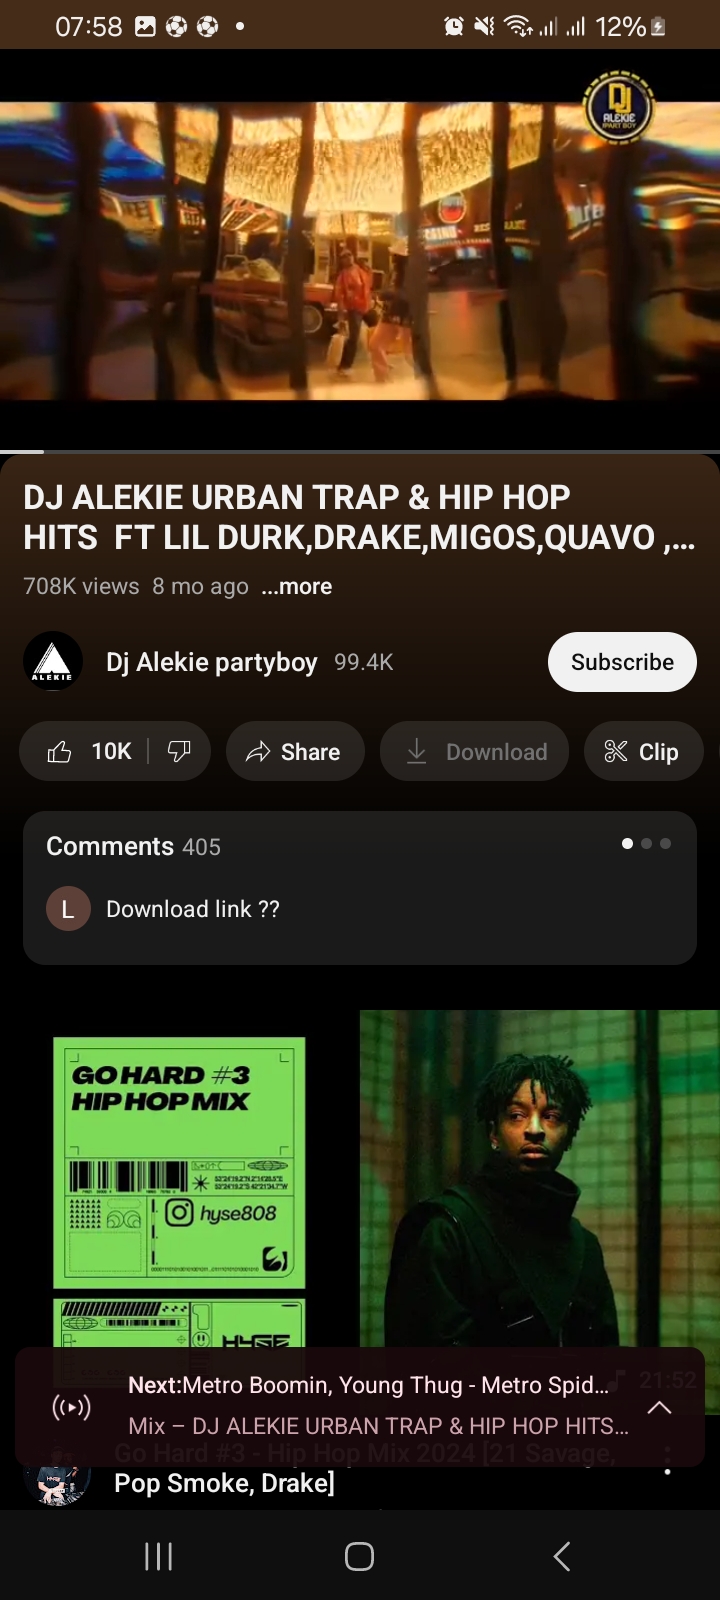 07:58
12%
DJ
ALEKIE
PARTBOY
DJ ALEKIE URBAN TRAP & HIP HOP
HITS FT LIL DURK,DRAKE,MIGOS,QUAVO ,...
708K views 8 mo ago ...more
ALEKIE
Dj Alekie partyboy 99.4K
Subscribe
10K
Share
Download
Clip
Comments 405
L
Download link ??
GO HARD #3
HIP HOP MIX
hyse808
Next:Metro Boomin, Young Thug - Metro Spid...
21:52
Mix – DJ ALEKIE URBAN TRAP & HIP HOP HITS...
Go Hard #3 - Hip Hop Mix 2024 [21 Savage,
Pop Smoke, Drake]